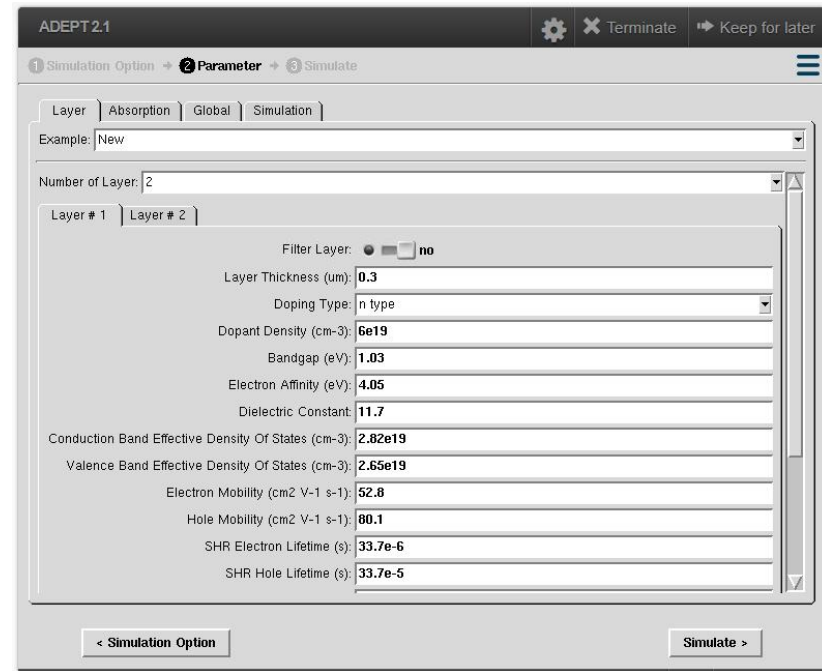 ADEPT 2.1 Terminate Keep for later
1 Simulation Option → 2 Parameter → 3 Simulate
Layer Absorption Global Simulation
Example: New
Number of Layer: 2
Layer # 1 Layer # 2
Filter Layer: no
Layer Thickness (um): 0.3
Doping Type: n type
Dopant Density (cm-3): 6e19
Bandgap (eV): 1.03
Electron Affinity (eV): 4.05
Dielectric Constant: 11.7
Conduction Band Effective Density Of States (cm-3): 2.82e19
Valence Band Effective Density Of States (cm-3): 2.65e19
Electron Mobility (cm2 V-1 s-1): 52.8
Hole Mobility (cm2 V-1 s-1): 80.1
SHR Electron Lifetime (s): 33.7e-6
SHR Hole Lifetime (s): 33.7e-5
< Simulation Option Simulate >